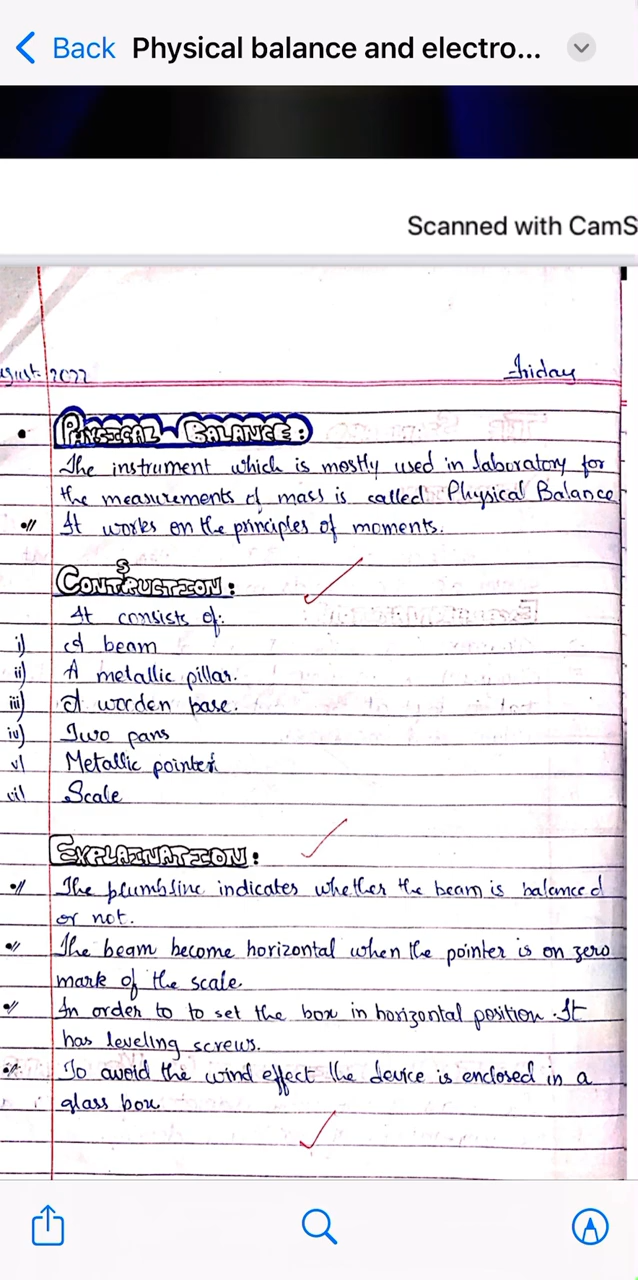 Back Physical balance and electro...
Scanned with CamS
2022 Friday
PHYSICAL BALANCE:
The instrument which is mostly used in laboratory for
the measurements of mass is called Physical Balance
It works on the principles of moments.
CONTSRUCTION:
It consists of:
i) A beam
ii) A metallic pillar.
iii) A wooden base.
iv) Two pans
v) Metallic pointer
vi) Scale
EXPLAINATION:
The plumbline indicates whether the beam is balanced
or not.
The beam become horizontal when the pointer is on zero
mark of the scale.
In order to to set the box in horizontal position. It
has leveling screws.
To avoid the wind effect the device is enclosed in a
glass box